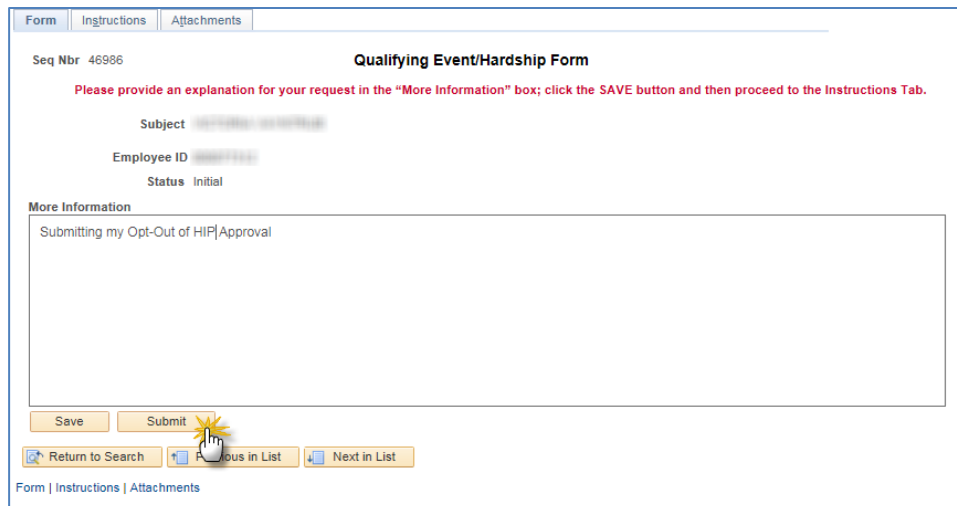 Form Instructions Attachments
Seq Nbr 46986 Qualifying Event/Hardship Form
Please provide an explanation for your request in the “More Information” box; click the SAVE button and then proceed to the Instructions Tab.
Subject
Employee ID
Status Initial
More Information
Submitting my Opt-Out of HIP Approval
Save Submit
Return to Search in List Next in List
Form | Instructions | Attachments